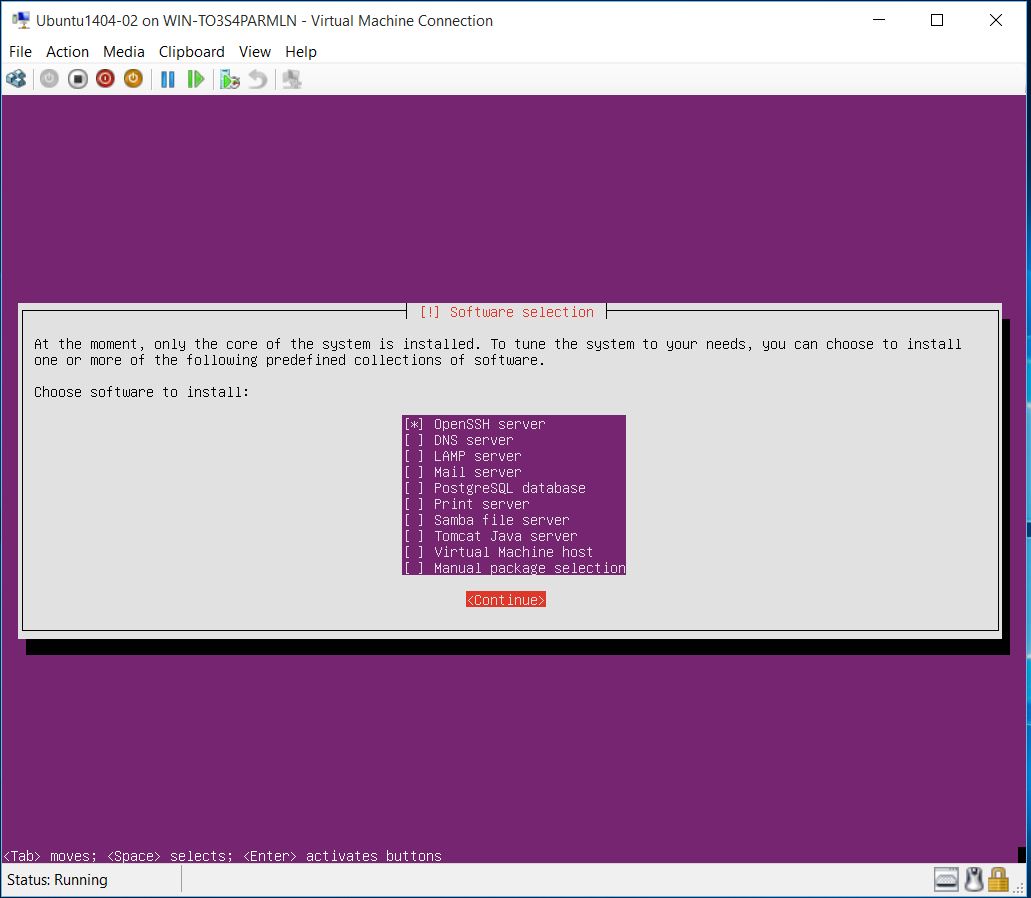 Ubuntu1404-02 on WIN-TO3S4PARMLN - Virtual Machine Connection
File Action Media Clipboard View Help
[!] Software selection
At the moment, only the core of the system is installed. To tune the system to your needs, you can choose to install
one or more of the following predefined collections of software.
Choose software to install:
[*] OpenSSH server
[ ] DNS server
[ ] LAMP server
[ ] Mail server
[ ] PostgreSQL database
[ ] Print server
[ ] Samba file server
[ ] Tomcat Java server
[ ] Virtual Machine host
[ ] Manual package selection
<Continue>
<Tab> moves; <Space> selects; <Enter> activates buttons
Status: Running